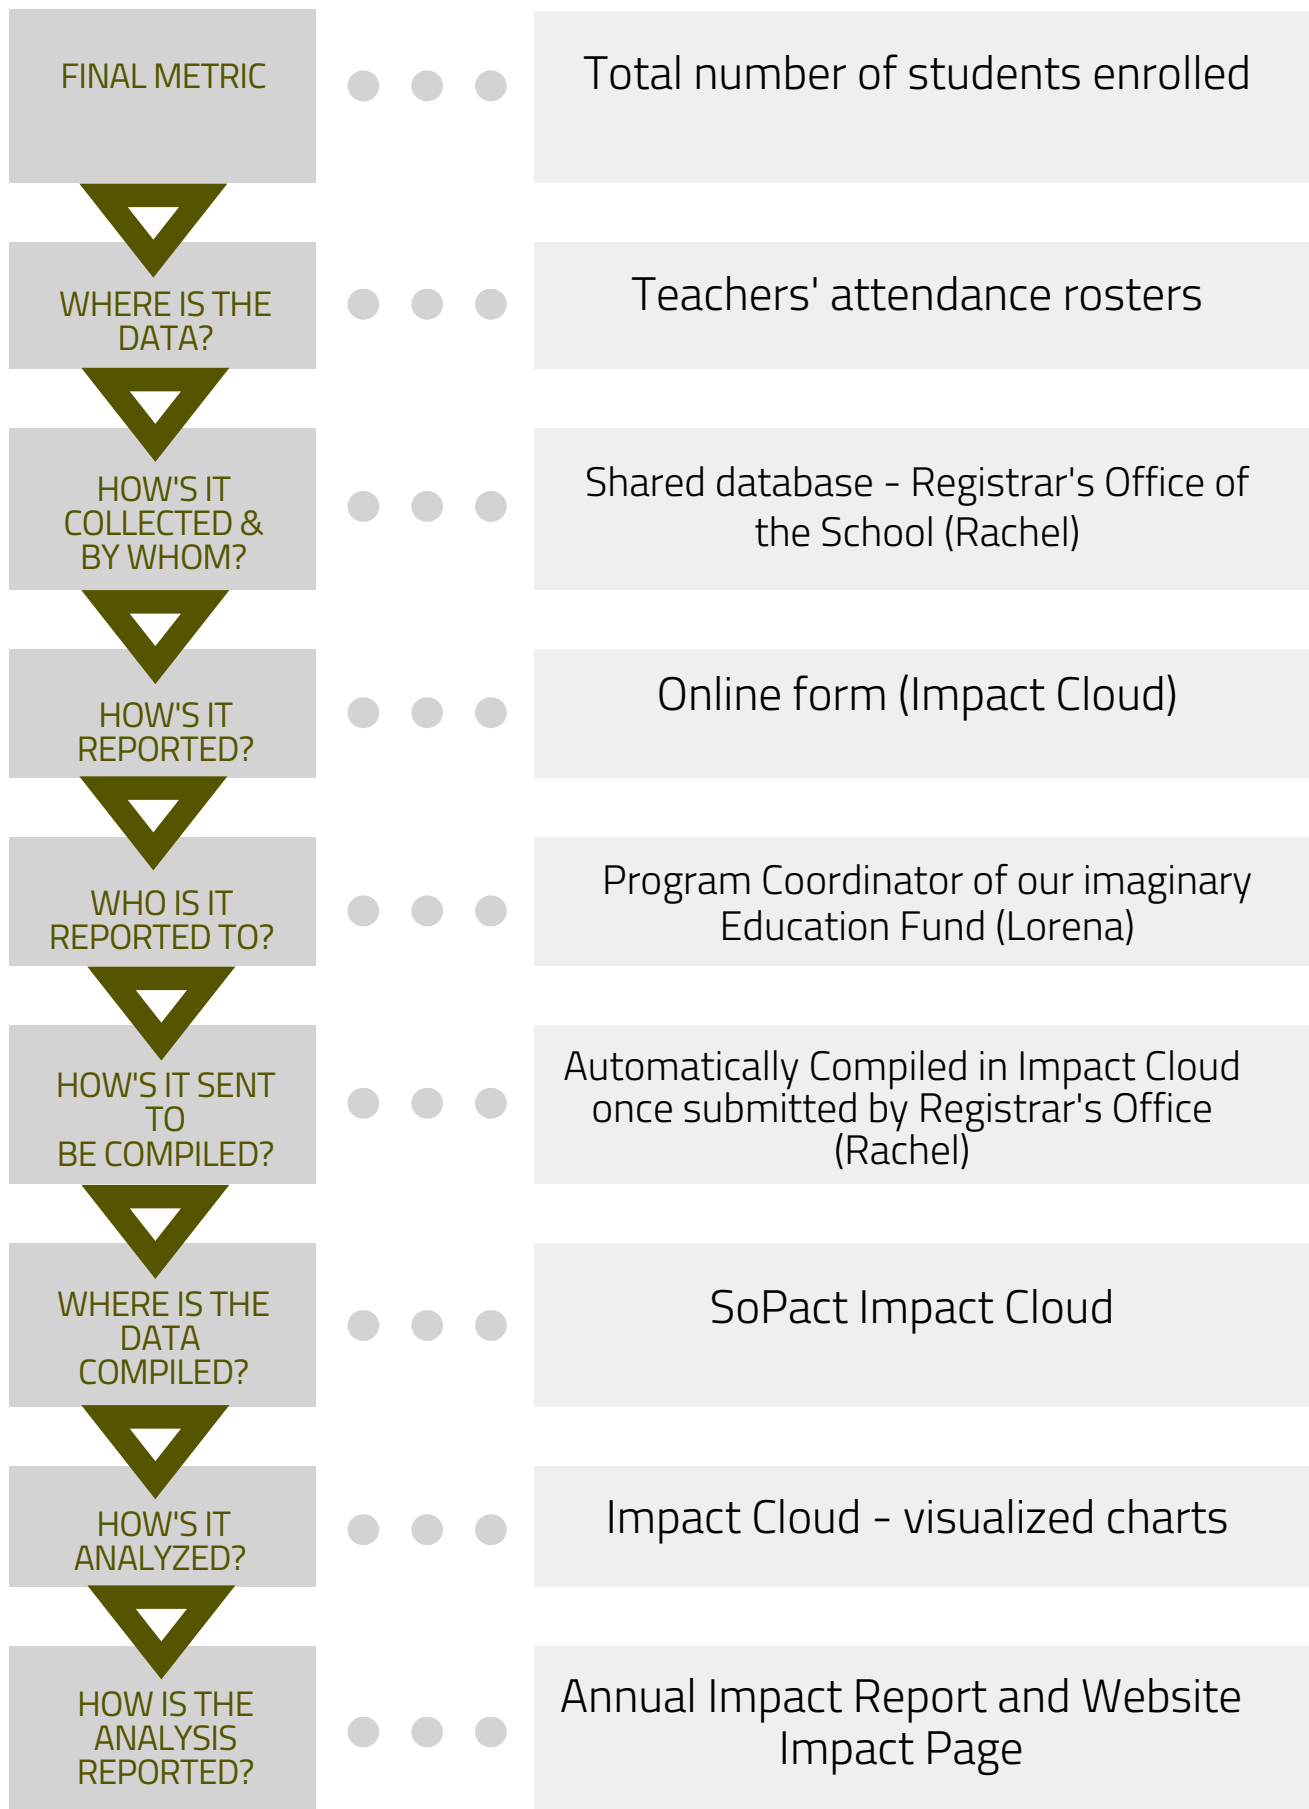 FINAL METRIC
Total number of students enrolled
WHERE IS THE
DATA?
Teachers' attendance rosters
HOW'S IT
COLLECTED &
BY WHOM?
Shared database - Registrar's Office of
the School (Rachel)
HOW'S IT
REPORTED?
Online form (Impact Cloud)
WHO IS IT
REPORTED TO?
Program Coordinator of our imaginary
Education Fund (Lorena)
HOW'S IT SENT
TO
BE COMPILED?
Automatically Compiled in Impact Cloud
once submitted by Registrar's Office
(Rachel)
WHERE IS THE
DATA
COMPILED?
SoPact Impact Cloud
HOW'S IT
ANALYZED?
Impact Cloud - visualized charts
HOW IS THE
ANALYSIS
REPORTED?
Annual Impact Report and Website
Impact Page